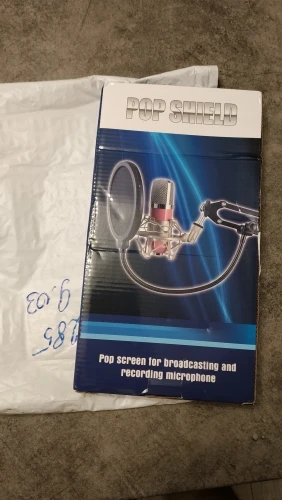 POP SHIELD
Pop screen for broadcasting and
recording microphone